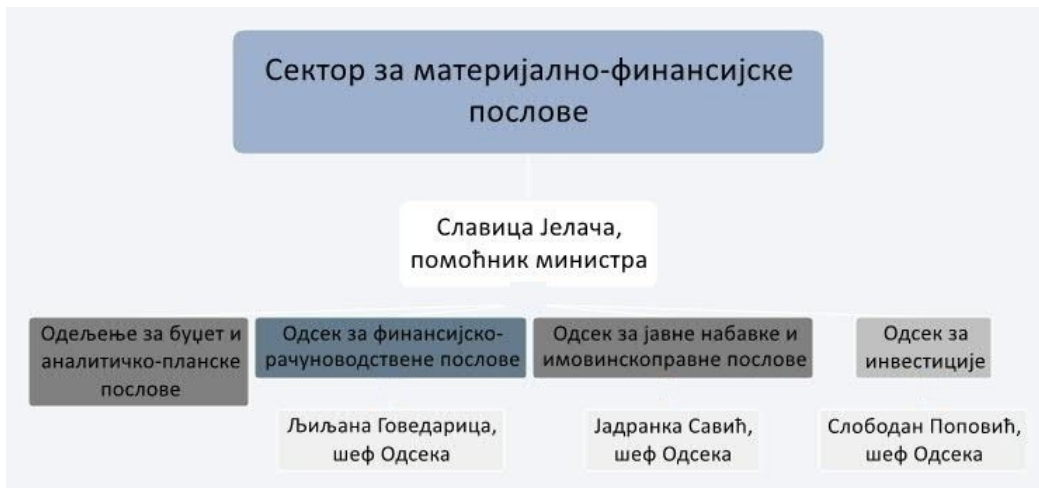 Сектор за материјално-финансијске
послове
Славица Јелача,
помоћник министра
Одељење за буџет и
аналитичко-планске
послове
Одсек за финансијско-
рачуноводствене послове
Одсек за јавне набавке и
имовинскоправне послове
Одсек за
инвестиције
Љиљана Говедарица,
шеф Одсека
Јадранка Савић,
шеф Одсека
Слободан Поповић,
шеф Одсека